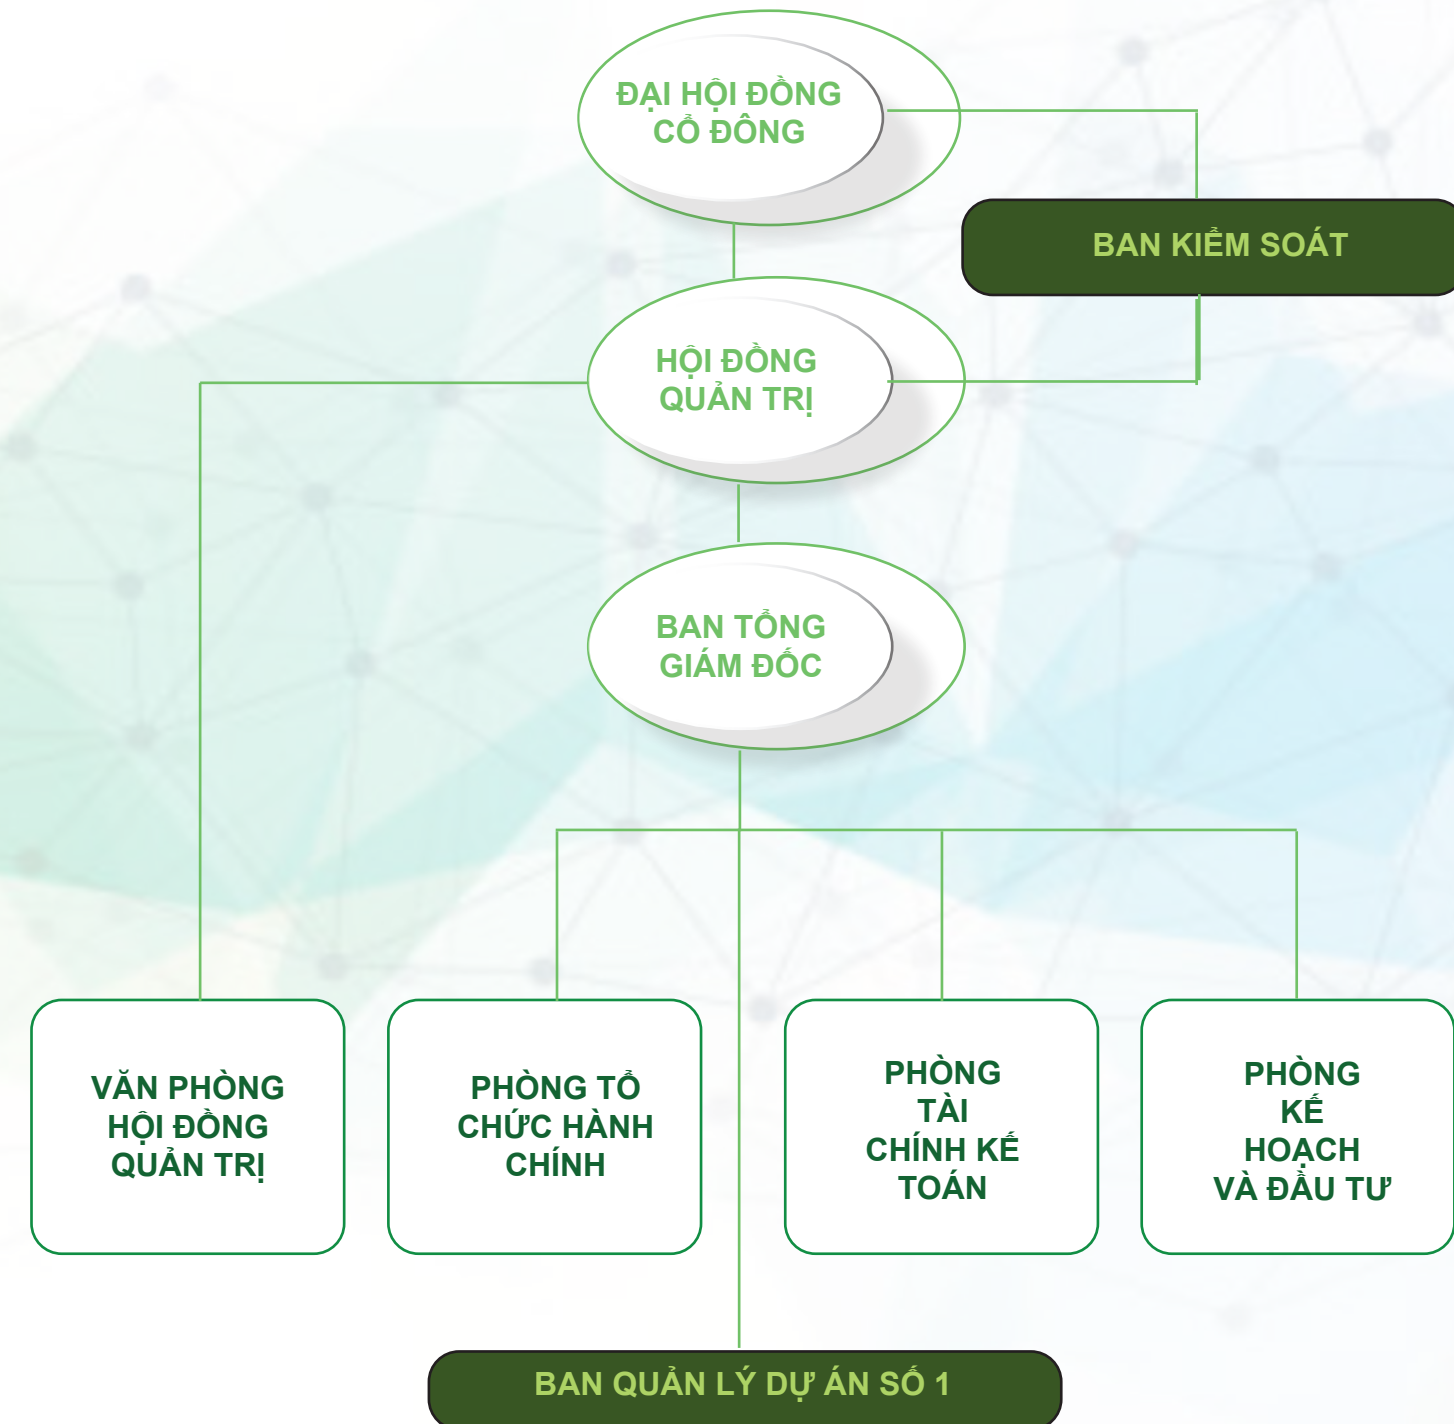 ĐẠI HỘI ĐỒNG
CỔ ĐÔNG
BAN KIỂM SOÁT
HỘI ĐỒNG
QUẢN TRỊ
BAN TỔNG
GIÁM ĐỐC
VĂN PHÒNG
HỘI ĐỒNG
QUẢN TRỊ
PHÒNG TỔ
CHỨC HÀNH
CHÍNH
PHÒNG
TÀI
CHÍNH KẾ
TOÁN
PHÒNG
KẾ
HOẠCH
VÀ ĐẦU TƯ
BAN QUẢN LÝ DỰ ÁN SỐ 1